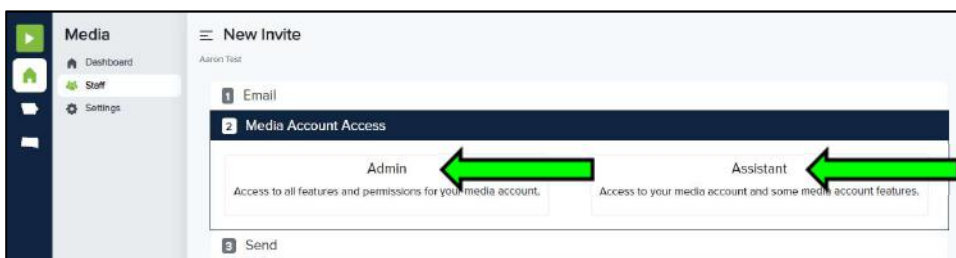 Media
Dashboard
Staff
Settings
New Invite
Aaron Test
1 Email
2 Media Account Access
Admin
Access to all features and permissions for your media account.
Assistant
Access to your media account and some media account features.
3 Send